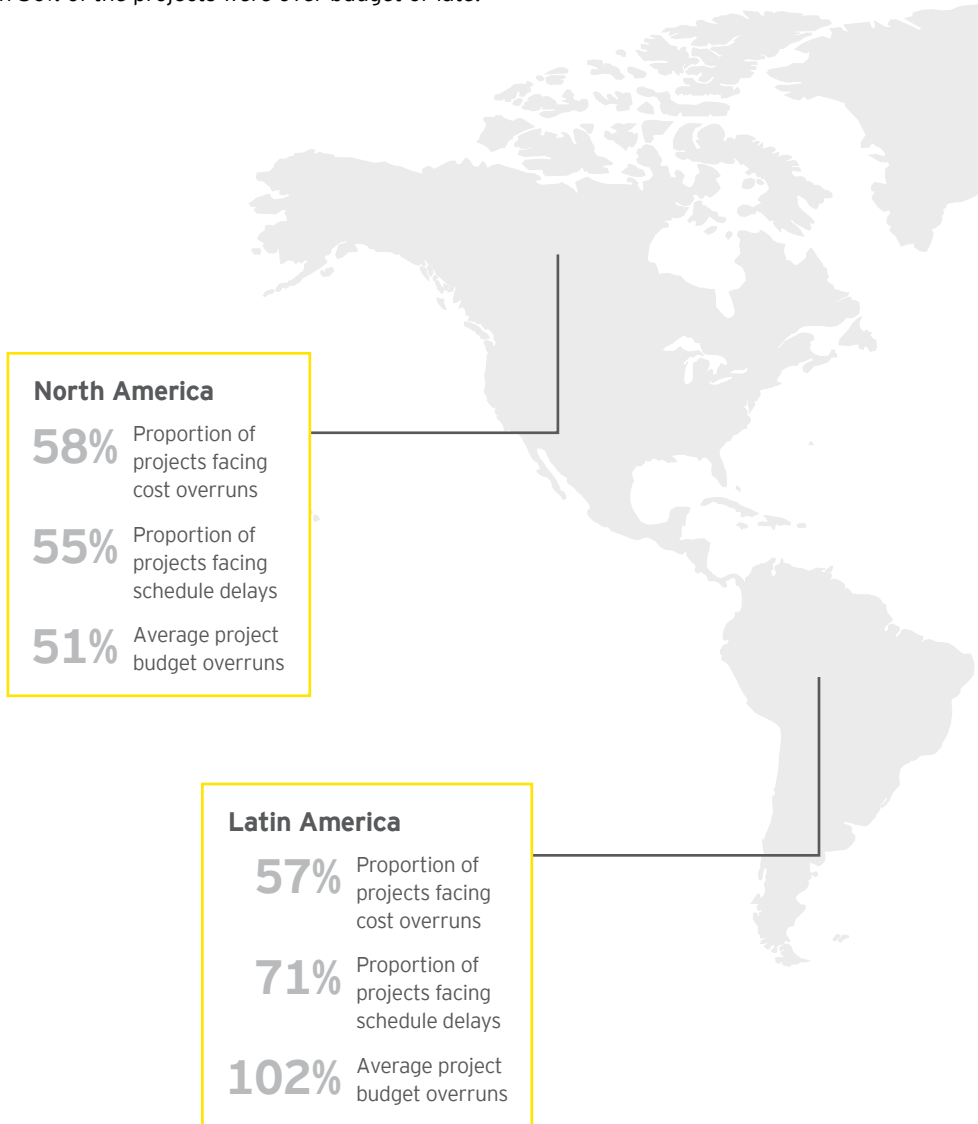 of the projects were over budget or late.
North America
58% Proportion of
projects facing
cost overruns
55% Proportion of
projects facing
schedule delays
51% Average project
budget overruns
Latin America
57% Proportion of
projects facing
cost overruns
71% Proportion of
projects facing
schedule delays
102% Average project
budget overruns